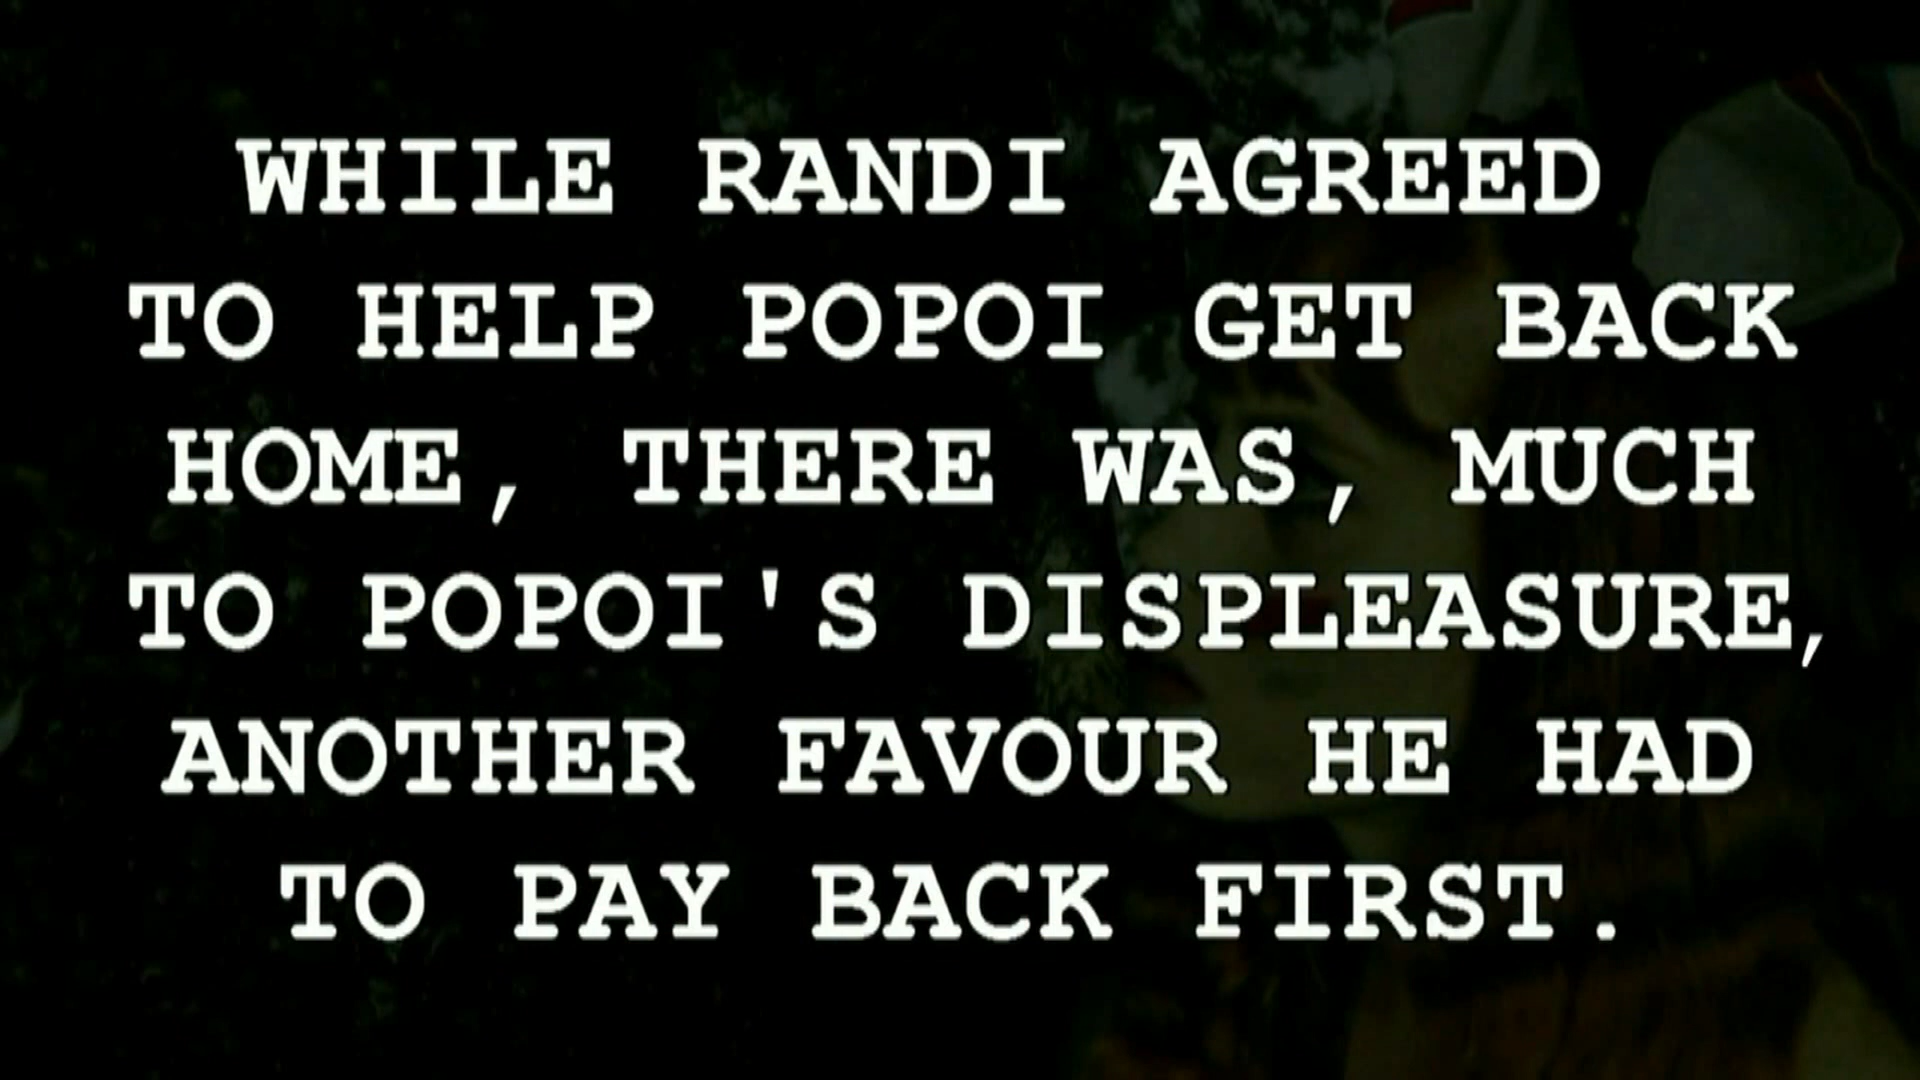 WHILE RANDI AGREED
TO HELP POPOI GET BACK
HOME, THERE WAS, MUCH
TO POPOI'S DISPLEASURE,
ANOTHER FAVOUR HE HAD
TO PAY BACK FIRST.